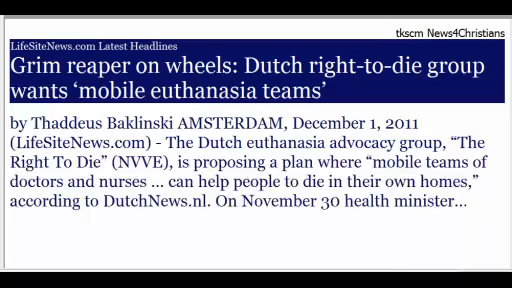 tkscm News4Christians
LifeSiteNews.com Latest Headlines
Grim reaper on wheels: Dutch right-to-die group
wants ‘mobile euthanasia teams’
by Thaddeus Baklinski AMSTERDAM, December 1, 2011
(LifeSiteNews.com) - The Dutch euthanasia advocacy group, “The
Right To Die” (NVVE), is proposing a plan where “mobile teams of
doctors and nurses ... can help people to die in their own homes,”
according to DutchNews.nl. On November 30 health minister...